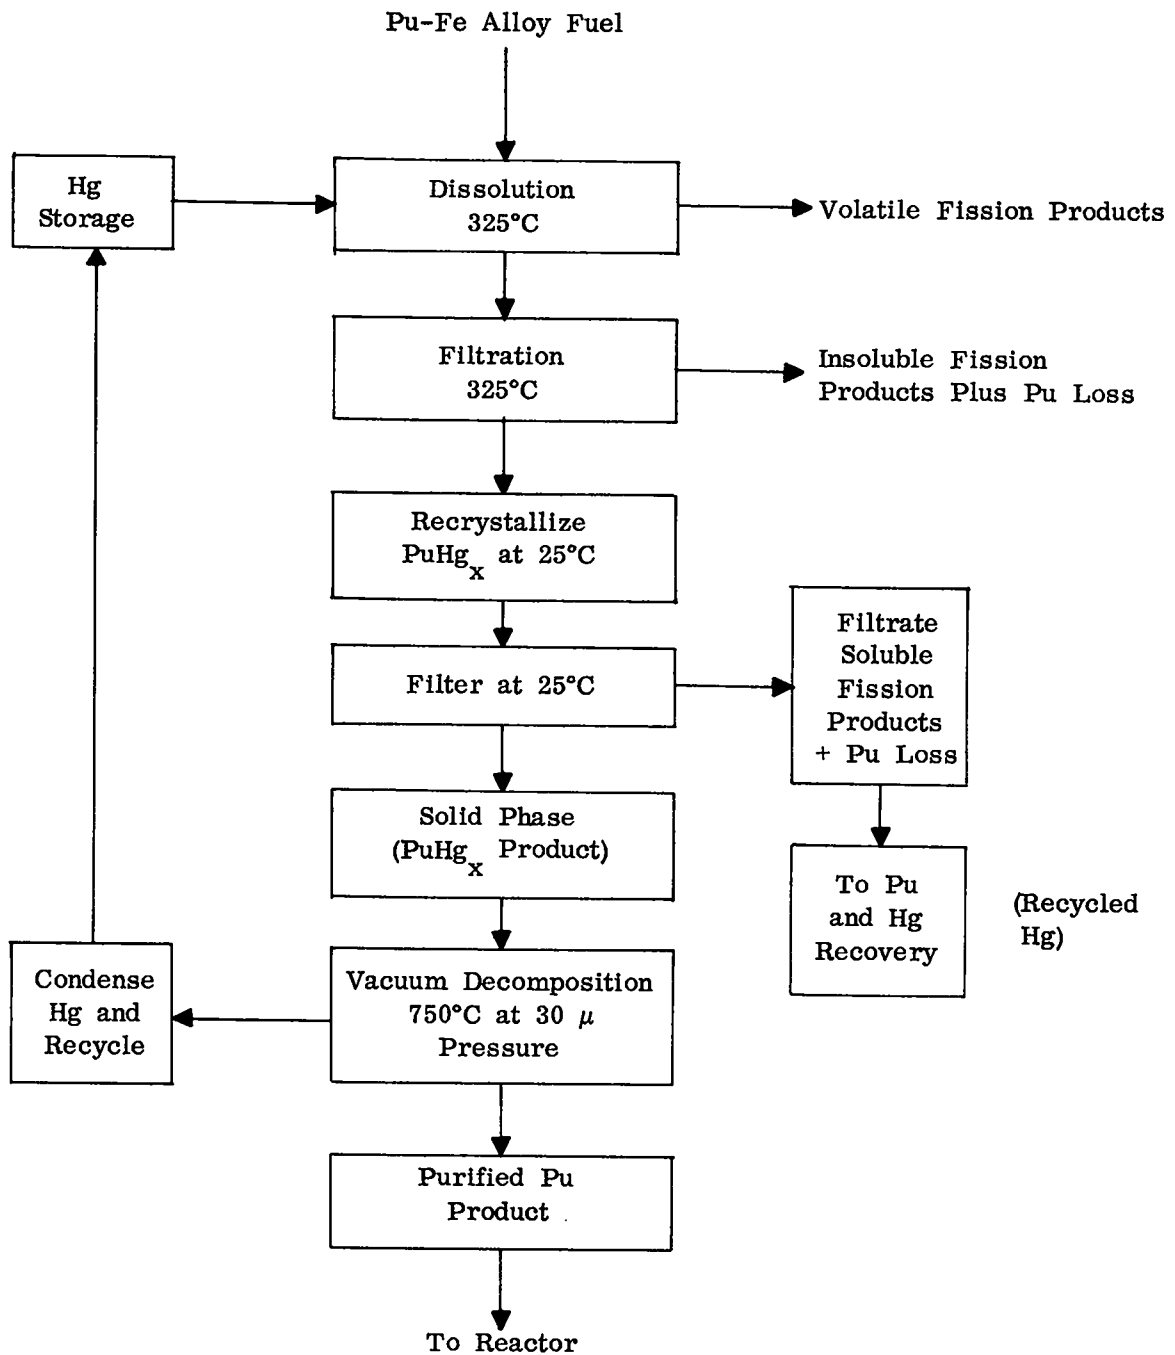 Pu-Fe Alloy Fuel
Hg
Storage
Dissolution
325°C
Volatile Fission Products
Filtration
325°C
Insoluble Fission
Products Plus Pu Loss
Recrystallize
PuHgx at 25°C
Filter at 25°C
Filtrate
Soluble
Fission
Products
+ Pu Loss
Solid Phase
(PuHgx Product)
To Pu
and Hg
Recovery
(Recycled
Hg)
Condense
Hg and
Recycle
Vacuum Decomposition
750°C at 30 μ
Pressure
Purified Pu
Product
To Reactor